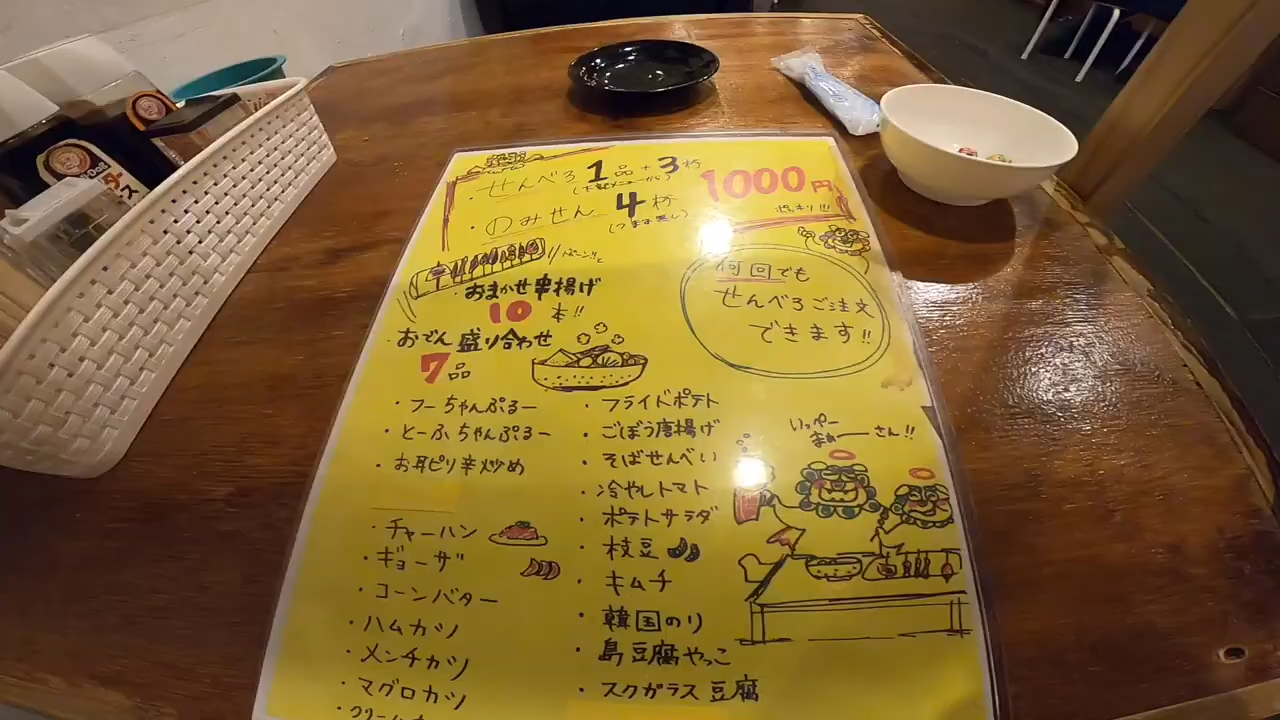 ・せんべろ 1品+3杯
(下記メニューから)
・のみせん 4杯
(つまみ無し)
1000円
ポッキリ!!!
おまかせ串揚げ
10本!!
・おでん盛り合わせ
7品
何回でも
せんべろご注文
できます!!
・フーちゃんぷるー
・とーふちゃんぷるー
・お耳ピリ辛炒め
・チャーハン
・ギョーザ
・コーンバター
・ハムカツ
・メンチカツ
・マグロカツ
・フライドポテト
・ごぼう唐揚げ
・そばせんべい
・冷やしトマト
・ポテトサラダ
・枝豆
・キムチ
・韓国のり
・島豆腐やっこ
・スクガラス豆腐
いっぺー
まぁーさん!!